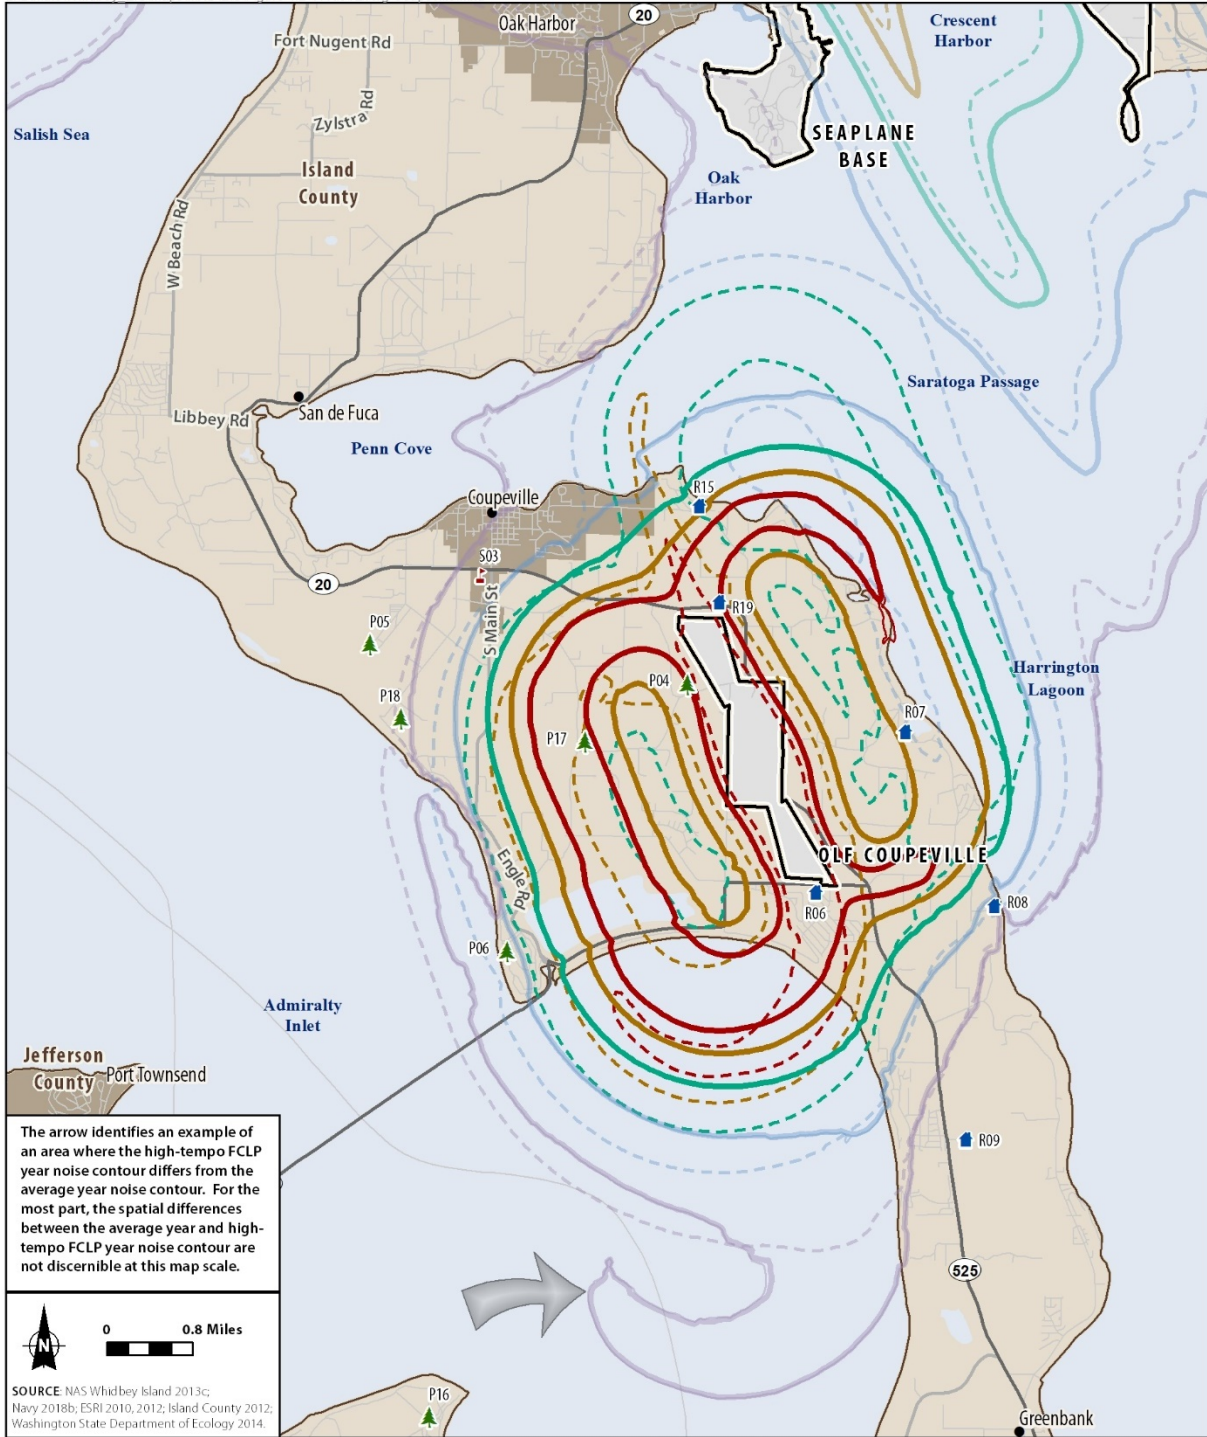 Oak Harbor
20
Crescent
Harbor
Fort Nugent Rd
Zylstra Rd
Salish Sea
SEAPLANE
BASE
Island
County
Oak
Harbor
W Beach Rd
Saratoga Passage
San de Fuca
Libbey Rd
Penn Cove
Coupeville
R15
S03
20
R19
P05
S Main St
Harrington
Lagoon
P04
P18
R07
P17
OLF COUPEVILLE
Engle Rd
R06
R08
P06
Admiralty
Inlet
Jefferson
County
Port Townsend
R09
The arrow identifies an example of
an area where the high-tempo FCLP
year noise contour differs from the
average year noise contour. For the
most part, the spatial differences
between the average year and high-
tempo FCLP year noise contour are
not discernible at this map scale.
525
N
0 0.8 Miles
SOURCE: NAS Whidbey Island 2013c;
Navy 2018b; ESRI 2010, 2012; Island County 2012;
Washington State Department of Ecology 2014.
P16
Greenbank